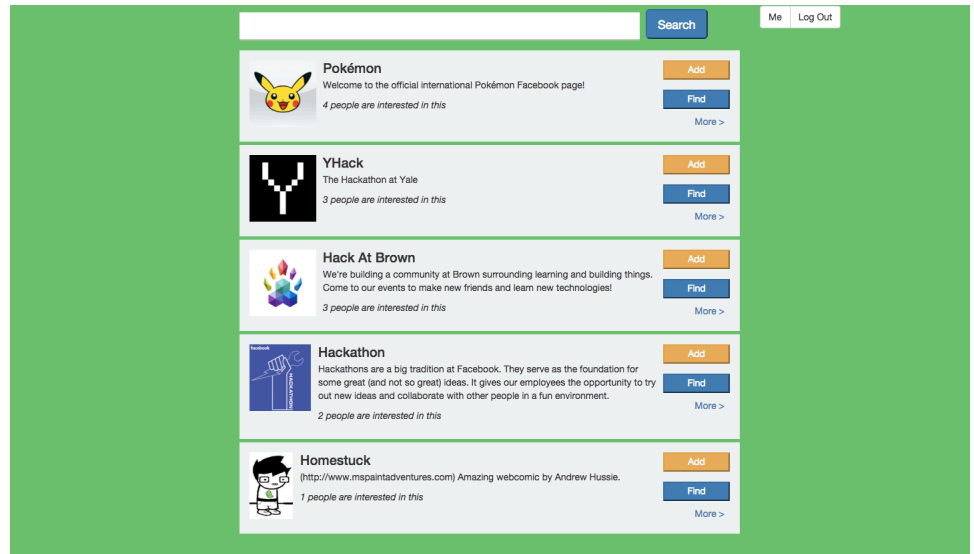 Search
Me
Log Out
Pokémon
Welcome to the official international Pokémon Facebook page!
4 people are interested in this
Add
Find
More >
YHack
The Hackathon at Yale
3 people are interested in this
Add
Find
More >
Hack At Brown
We're building a community at Brown surrounding learning and building things.
Come to our events to make new friends and learn new technologies!
3 people are interested in this
Add
Find
More >
facebook
HACKATHON
Hackathon
Hackathons are a big tradition at Facebook. They serve as the foundation for
some great (and not so great) ideas. It gives our employees the opportunity to try
out new ideas and collaborate with other people in a fun environment.
2 people are interested in this
Add
Find
More >
Homestuck
(http://www.mspaintadventures.com) Amazing webcomic by Andrew Hussie.
1 people are interested in this
Add
Find
More >